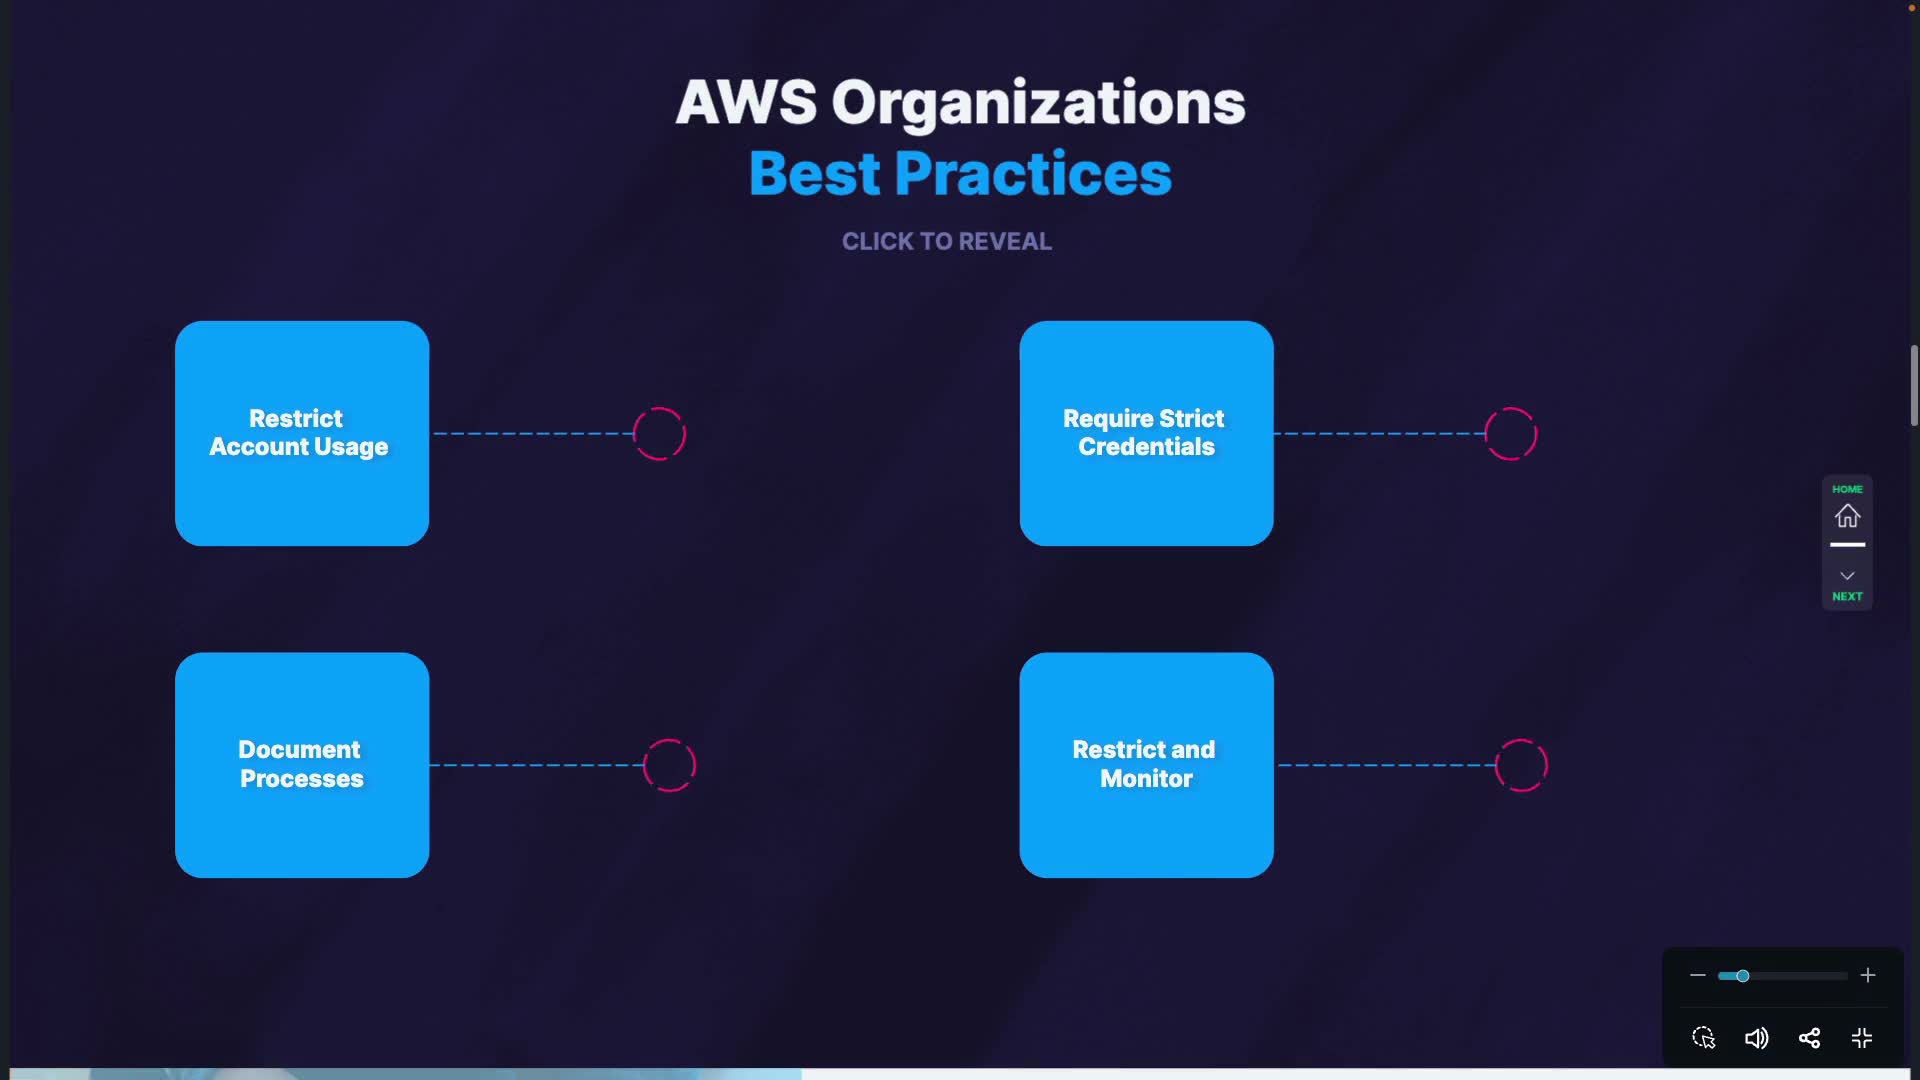 AWS Organizations
Best Practices
CLICK TO REVEAL
Restrict
Account Usage
Require Strict
Credentials
HOME
NEXT
Document
Processes
Restrict and
Monitor